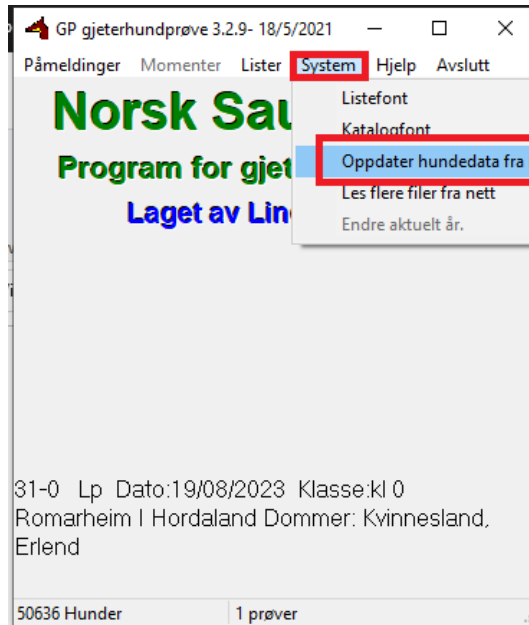 GP gjeterhundprøve 3.2.9- 18/5/2021
Påmeldinger Momenter Lister System Hjelp Avslutt
Norsk Sau
Program for gjet
Laget av Lin
Listefont
Katalogfont
Oppdater hundedata fra
Les flere filer fra nett
Endre aktuelt år.
31-0 Lp Dato:19/08/2023 Klasse:kl 0
Romarheim I Hordaland Dommer: Kvinnesland,
Erlend
50636 Hunder 1 prøver